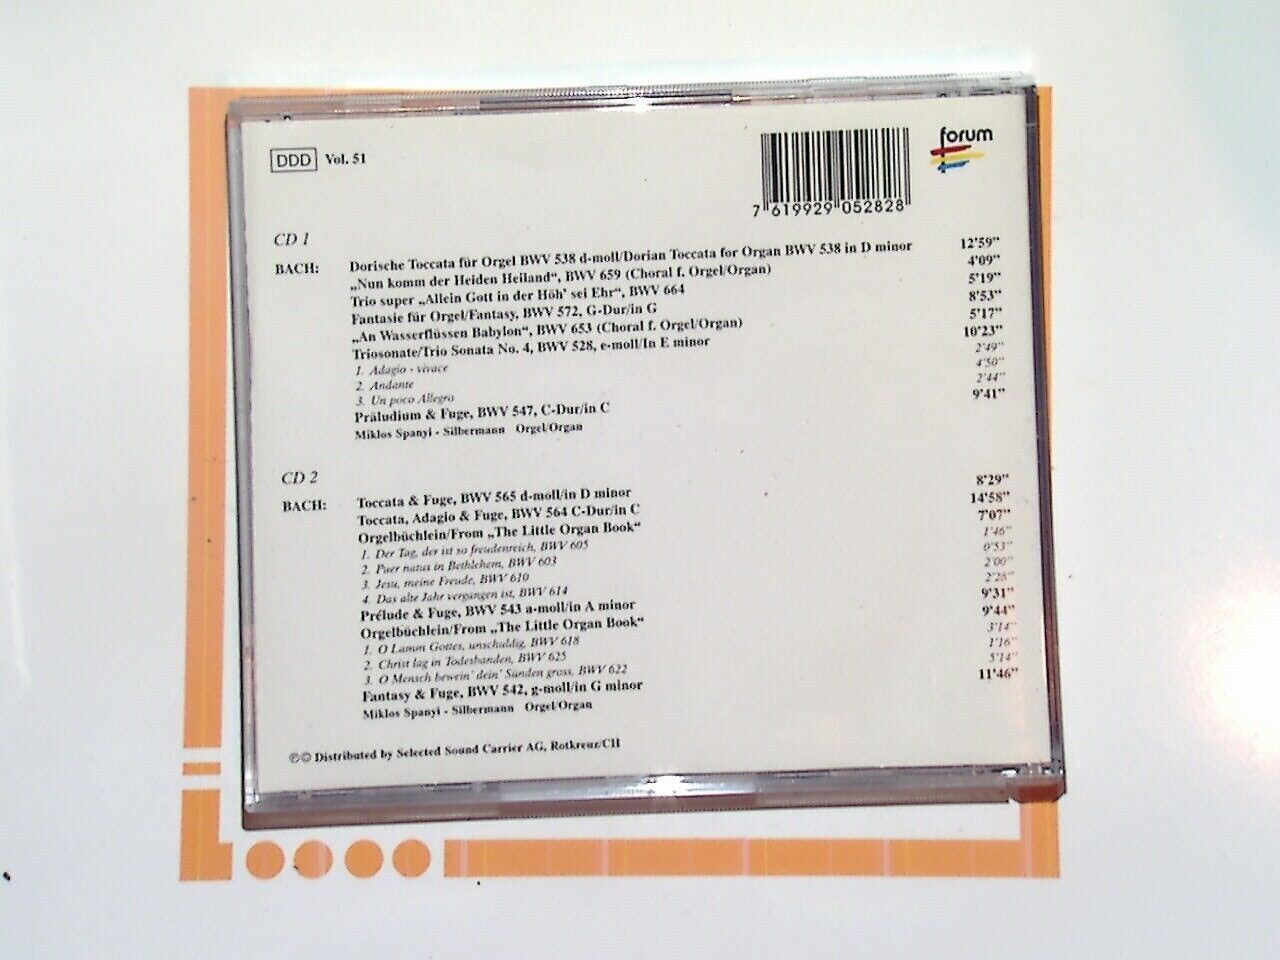 DDD Vol. 51
forum
7 619929 052828
CD 1
BACH: Dorische Toccata für Orgel BWV 538 d-moll/Dorian Toccata for Organ BWV 538 in D minor 12'59"
„Nun komm der Heiden Heiland“, BWV 659 (Choral f. Orgel/Organ) 4'09"
Trio super „Allein Gott in der Höh' sei Ehr“, BWV 664 5'19"
Fantasie für Orgel/Fantasy, BWV 572, G-Dur/in G 8'53"
„An Wasserflüssen Babylon“, BWV 653 (Choral f. Orgel/Organ) 5'17"
Triosonate/Trio Sonata No. 4, BWV 528, e-moll/In E minor 10'23"
1. Adagio - vivace 2'49"
2. Andante 4'50"
3. Un poco Allegro 2'44"
Präludium & Fuge, BWV 547, C-Dur/in C 9'41"
Miklos Spanyi - Silbermann Orgel/Organ
CD 2
BACH: Toccata & Fuge, BWV 565 d-moll/in D minor 8'29"
Toccata, Adagio & Fuge, BWV 564 C-Dur/in C 14'58"
Orgelbüchlein/From „The Little Organ Book“ 7'07"
1. Der Tag, der ist so freudenreich, BWV 605 1'46"
2. Puer natus in Bethlehem, BWV 603 0'53"
3. Jesu, meine Freude, BWV 610 2'00"
4. Das alte Jahr vergangen ist, BWV 614 2'28"
Prélude & Fuge, BWV 543 a-moll/in A minor 9'31"
Orgelbüchlein/From „The Little Organ Book“ 9'44"
1. O Lamm Gottes, unschuldig, BWV 618 3'14"
2. Christ lag in Todesbanden, BWV 625 1'16"
3. O Mensch bewein' dein' Sünden gross, BWV 622 5'14"
Fantasy & Fuge, BWV 542, g-moll/in G minor 11'46"
Miklos Spanyi - Silbermann Orgel/Organ
℗© Distributed by Selected Sound Carrier AG, Rotkreuz/CH